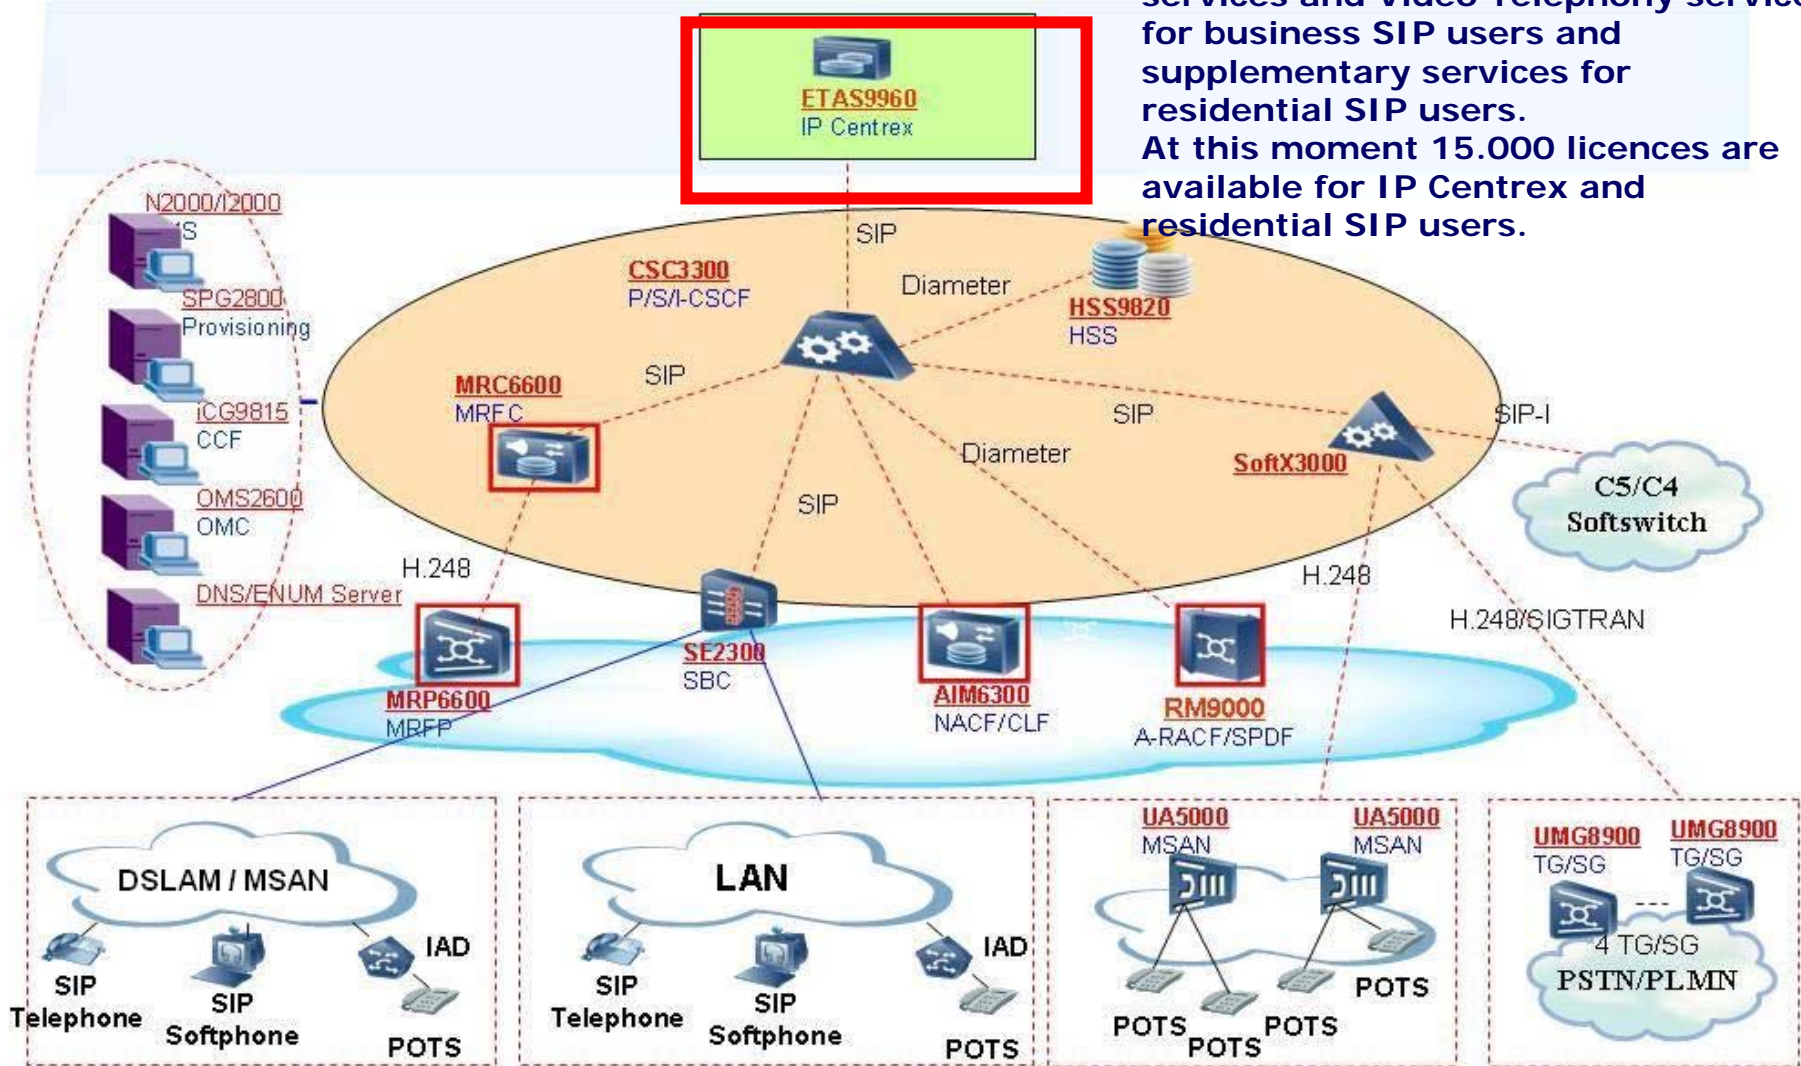 services and Video Telephony service
for business SIP users and
supplementary services for
residential SIP users.
At this moment 15.000 licences are
available for IP Centrex and
residential SIP users.
ETAS9960
IP Centrex
N2000/I2000
SPG2800
Provisioning
iCG9815
CCF
OMS2600
OMC
DNS/ENUM Server
SIP
CSC3300
P/S/I-CSCF
Diameter
HSS9820
HSS
MRC6600
MRFC
SIP
SIP
SIP-I
Diameter
SoftX3000
C5/C4
Softswitch
SIP
H.248
H.248
H.248/SIGTRAN
MRP6600
MRFP
SE2300
SBC
AIM6300
NACF/CLF
RM9000
A-RACF/SPDF
DSLAM / MSAN
SIP
Telephone
SIP
Softphone
IAD
POTS
LAN
SIP
Telephone
SIP
Softphone
IAD
POTS
UA5000
MSAN
UA5000
MSAN
POTS
POTS
POTS
POTS
UMG8900
TG/SG
UMG8900
TG/SG
4 TG/SG
PSTN/PLMN